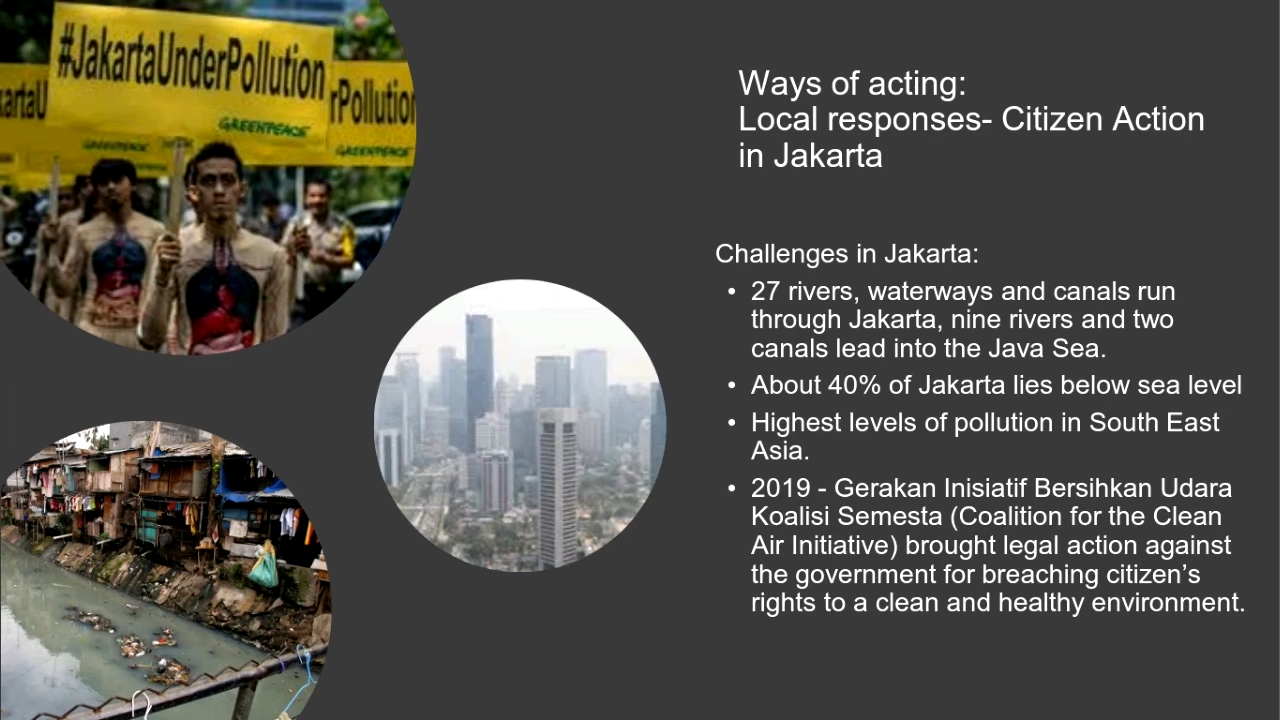 #JakartaUnderPollution
GREENPEACE
rPollution
GREENPEACE
GREENPEACE
Ways of acting:
Local responses- Citizen Action
in Jakarta
Challenges in Jakarta:
• 27 rivers, waterways and canals run
through Jakarta, nine rivers and two
canals lead into the Java Sea.
• About 40% of Jakarta lies below sea level
• Highest levels of pollution in South East
Asia.
• 2019 - Gerakan Inisiatif Bersihkan Udara
Koalisi Semesta (Coalition for the Clean
Air Initiative) brought legal action against
the government for breaching citizen’s
rights to a clean and healthy environment.